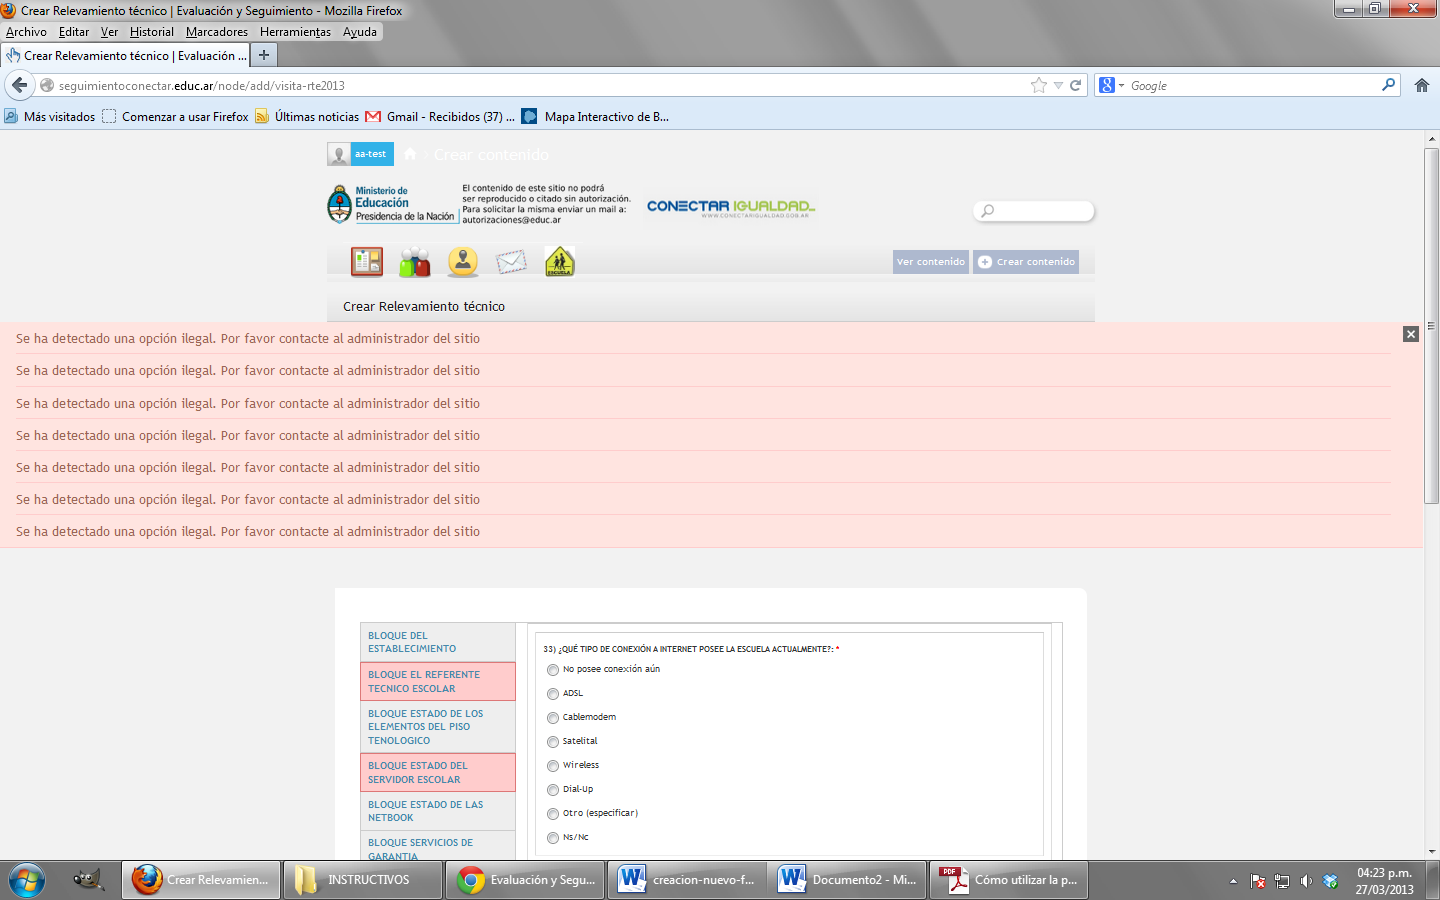 Crear Relevamiento técnico | Evaluación y Seguimiento - Mozilla Firefox
Archivo Editar Ver Historial Marcadores Herramientas Ayuda
Crear Relevamiento técnico | Evaluación ...
seguimientoconectar.educ.ar/node/add/visita-rte2013
Google
Más visitados Comenzar a usar Firefox Últimas noticias Gmail - Recibidos (37) ... Mapa Interactivo de B...
aa-test / Crear contenido
Ministerio de
Educación
Presidencia de la Nación
El contenido de este sitio no podrá
ser reproducido o citado sin autorización.
Para solicitar la misma enviar un mail a:
autorizaciones@educ.ar
CONECTAR IGUALDAD
WWW.CONECTARIGUALDAD.GOB.AR
ESCUELA
Ver contenido
Crear contenido
Crear Relevamiento técnico
Se ha detectado una opción ilegal. Por favor contacte al administrador del sitio
Se ha detectado una opción ilegal. Por favor contacte al administrador del sitio
Se ha detectado una opción ilegal. Por favor contacte al administrador del sitio
Se ha detectado una opción ilegal. Por favor contacte al administrador del sitio
Se ha detectado una opción ilegal. Por favor contacte al administrador del sitio
Se ha detectado una opción ilegal. Por favor contacte al administrador del sitio
Se ha detectado una opción ilegal. Por favor contacte al administrador del sitio
BLOQUE DEL
ESTABLECIMIENTO
BLOQUE EL REFERENTE
TECNICO ESCOLAR
BLOQUE ESTADO DE LOS
ELEMENTOS DEL PISO
TENOLOGICO
BLOQUE ESTADO DEL
SERVIDOR ESCOLAR
BLOQUE ESTADO DE LAS
NETBOOK
BLOQUE SERVICIOS DE
GARANTIA
33) ¿QUÉ TIPO DE CONEXIÓN A INTERNET POSEE LA ESCUELA ACTUALMENTE?: *
No posee conexión aún
ADSL
Cablemodem
Satelital
Wireless
Dial-Up
Otro (especificar)
Ns/Nc
Crear Relevamien...
INSTRUCTIVOS
Evaluación y Segu...
creacion-nuevo-f...
Documento2 - Mi...
PDF
Cómo utilizar la p...
04:23 p.m.
27/03/2013